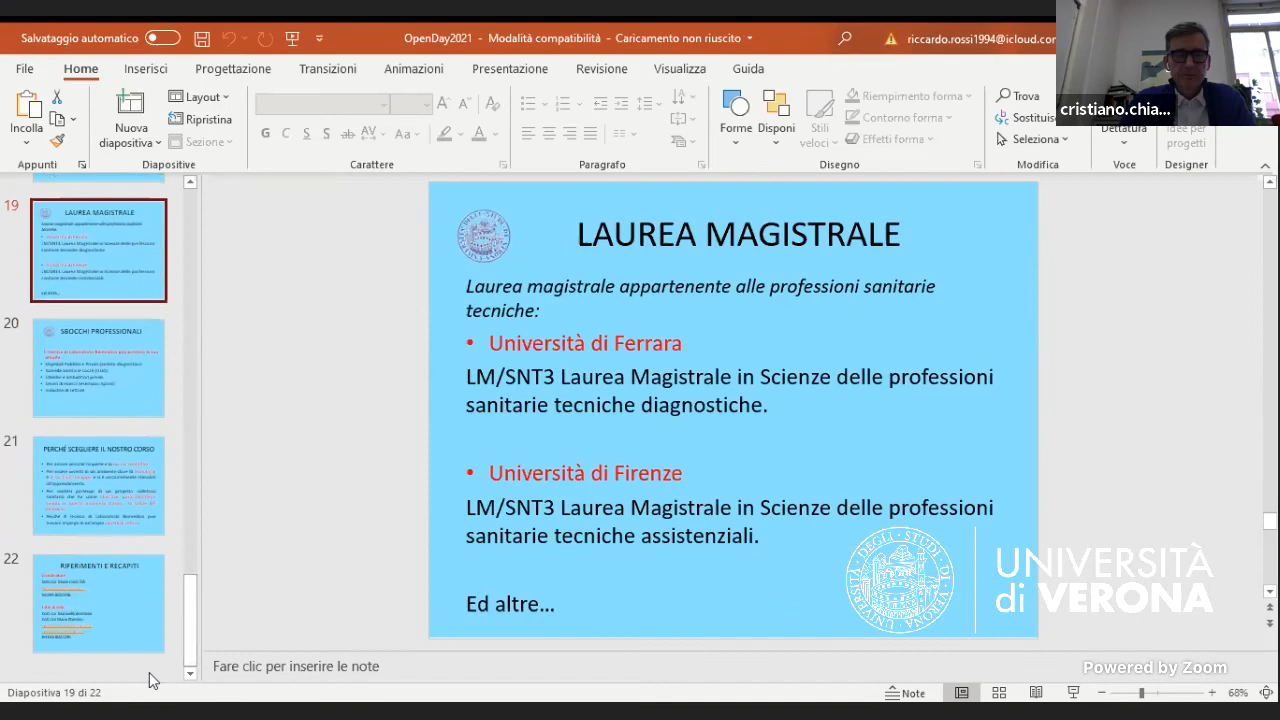 Salvataggio automatico
OpenDay2021 - Modalità compatibilità - Caricamento non riuscito
riccardo.rossi1994@icloud.con
File Home Inserisci Progettazione Transizioni Animazioni Presentazione Revisione Visualizza Guida
cristiano.chia...
Incolla
Nuova
diapositiva
Layout
Ripristina
Sezione
Forme
Disponi
Stili
veloci
Riempimento forma
Contorno forma
Effetti forma
Trova
Sostituis
Seleziona
Dettatura
Idee per
progetti
Appunti Diapositive Carattere Paragrafo Disegno Modifica Voce Designer
19
LAUREA MAGISTRALE
20
SBOCCHI PROFESSIONALI
21
PERCHÉ SCEGLIERE IL NOSTRO CORSO
22
RIFERIMENTI E RECAPITI
LAUREA MAGISTRALE
Laurea magistrale appartenente alle professioni sanitarie
tecniche:
• Università di Ferrara
LM/SNT3 Laurea Magistrale in Scienze delle professioni
sanitarie tecniche diagnostiche.
• Università di Firenze
LM/SNT3 Laurea Magistrale in Scienze delle professioni
sanitarie tecniche assistenziali.
Ed altre...
UNIVERSITÀ
di VERONA
Powered by Zoom
Fare clic per inserire le note
Diapositiva 19 di 22
Note
68%